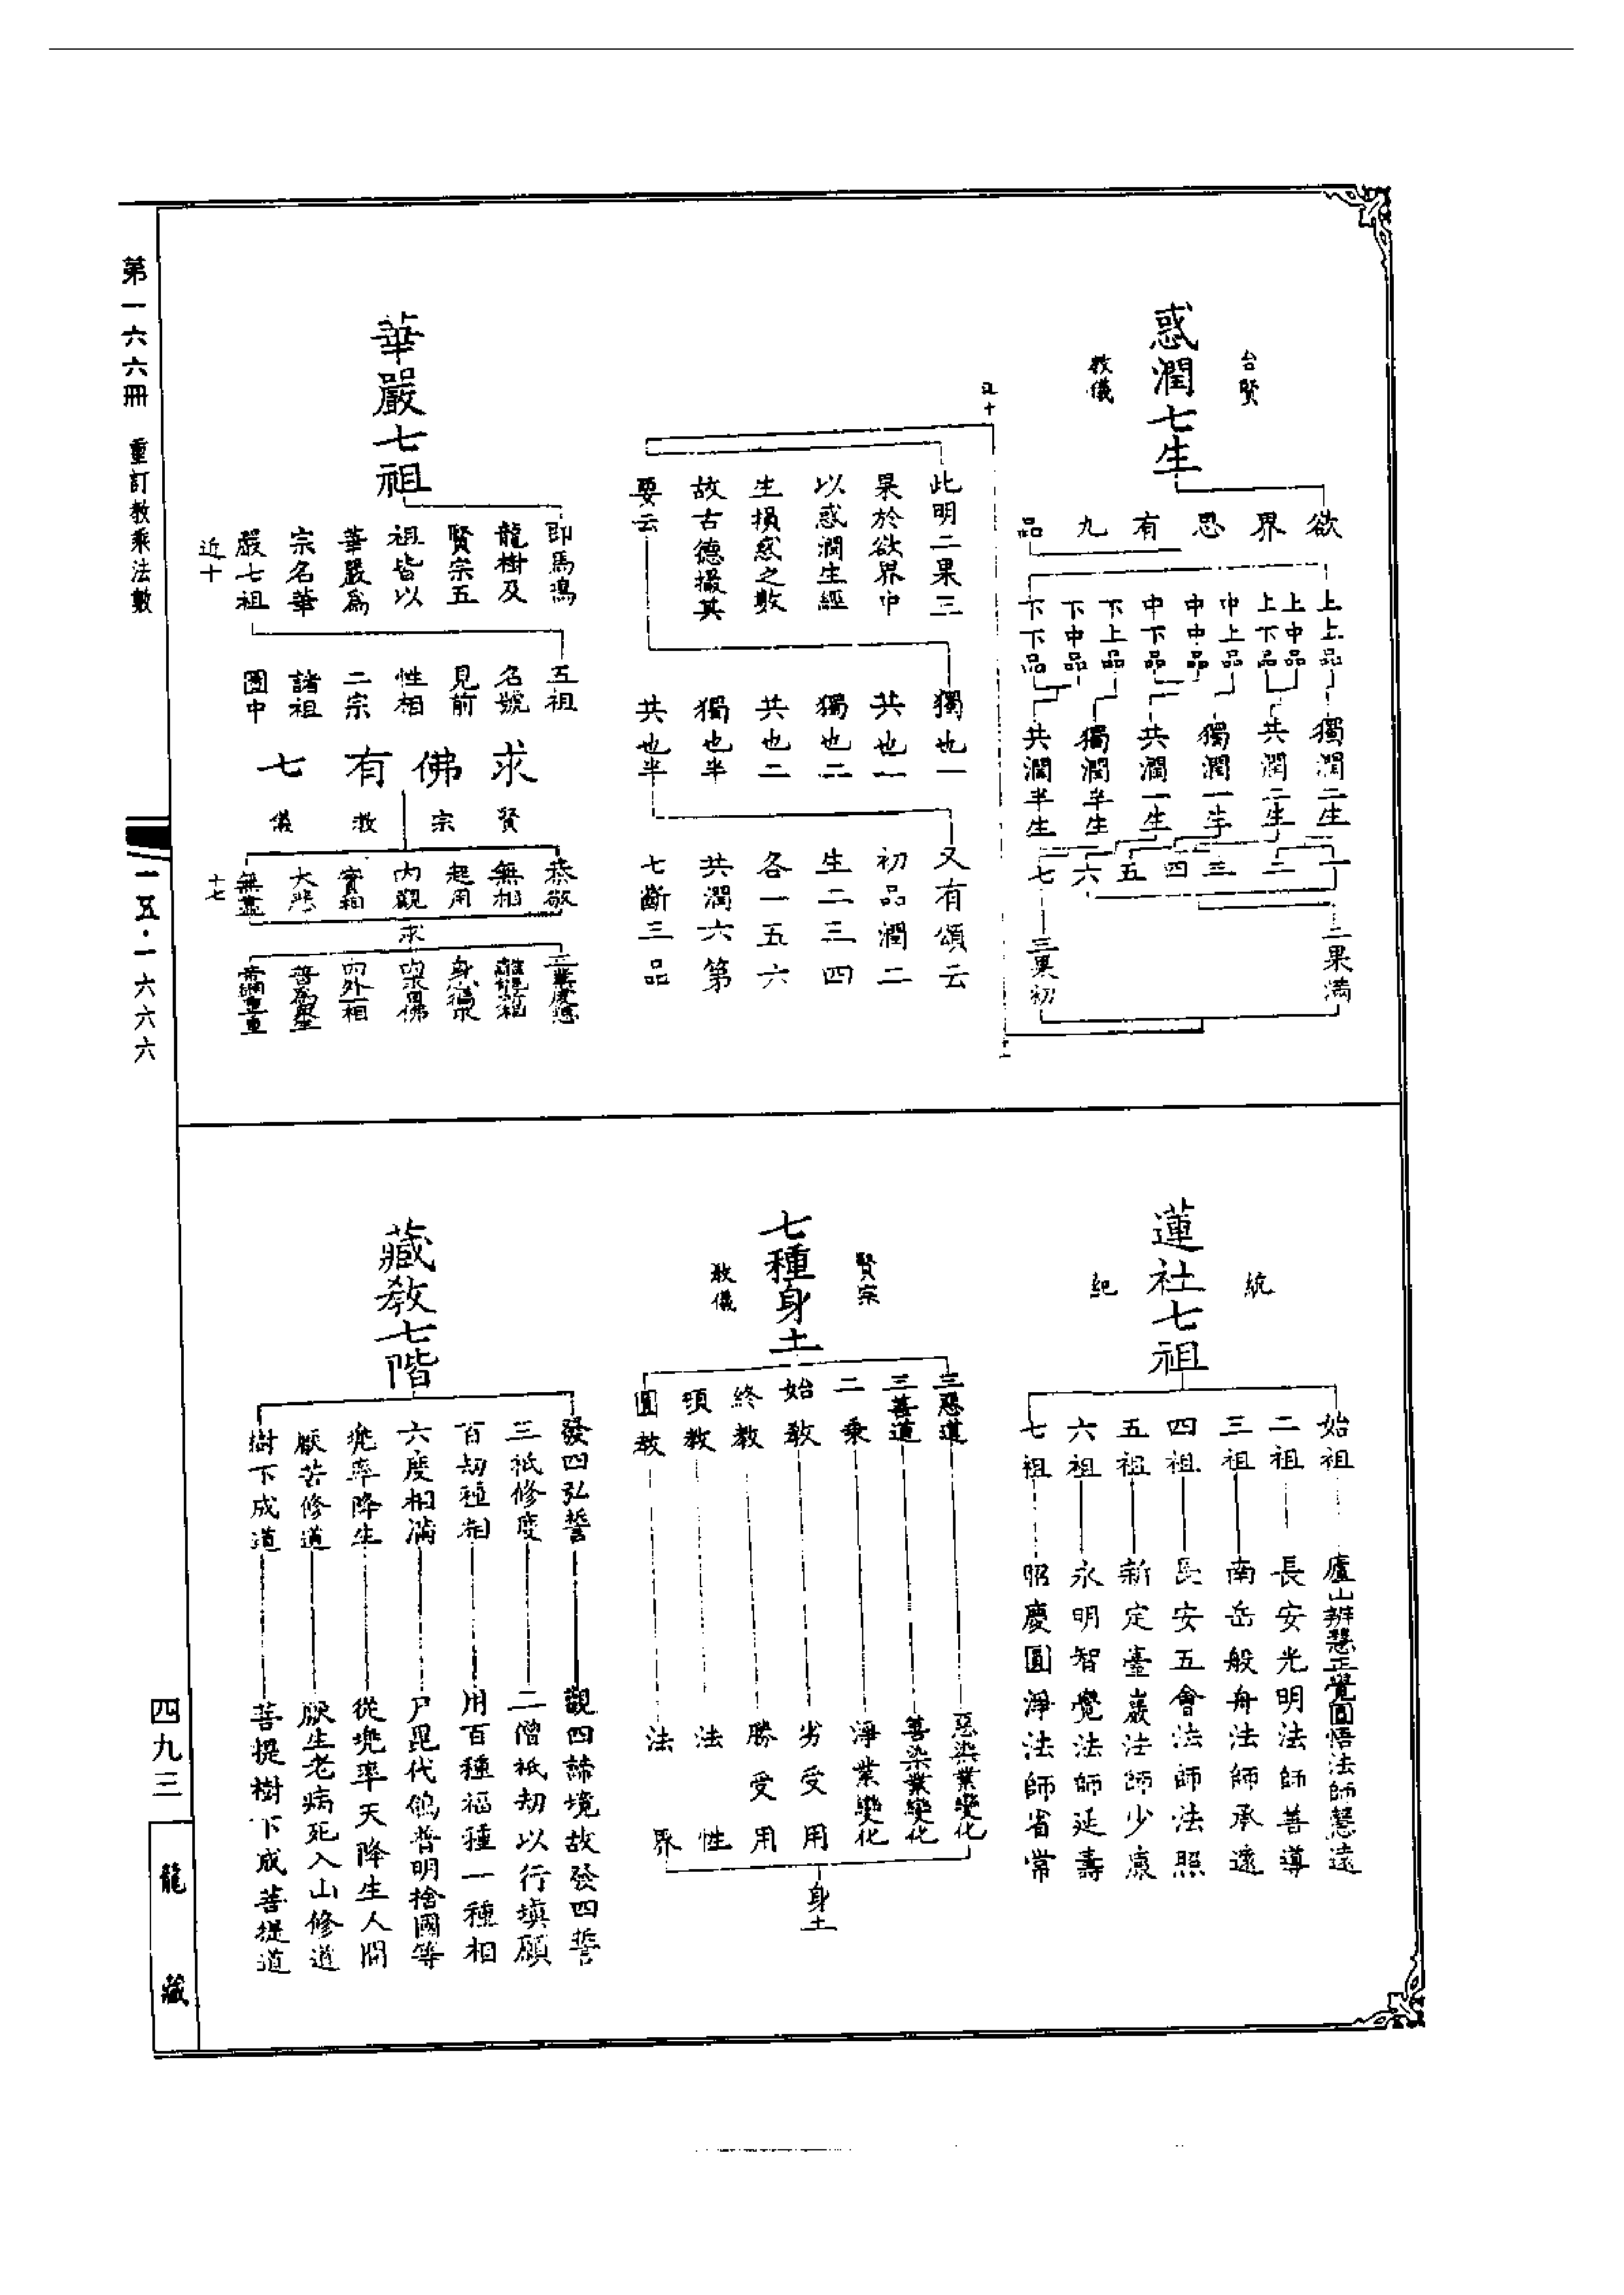 惑潤七生
台賢
教儀
欲界思有九品
上上品
上中品
上下品
中上品
中中品
中下品
下上品
下中品
下下品
獨潤二生
共潤二生
獨潤一生
共潤一生
獨潤半生
共潤半生
一
二
三
四
五
六
七
二果滿
三果初
此明二果三
果於欲界中
以惑潤生經
生損惑之數
故古德撮其
要云
獨也一
共也一
獨也二
共也二
獨也半
共也半
又有頌云
初品潤二
生二三四
各一五六
共潤六第
七斷三品
華嚴七祖
即馬鳴
龍樹及
賢宗五
祖皆以
華嚴爲
宗名華
嚴七祖
近十
五祖
名號
見前
性相
二宗
諸祖
圖中
求佛有七
賢宗教儀
恭敬
無相
起用
內觀
實相
大悲
無盡
十七
求
身得求
內外一相
蓮社七祖
統
紀
始祖
二祖
三祖
四祖
五祖
六祖
七祖
廬山辨慧正覺圓悟法師慧遠
長安光明法師善導
南岳般舟法師承遠
長安五會法師法照
新定臺巖法師少康
永明智覺法師延壽
昭慶圓淨法師省常
七種身土
賢宗
教儀
三惡道
三善道
二乘
始教
終教
頓教
圓教
惡染業變化
善染業變化
淨業變化
劣受用
勝受用
法性
法界
身土
藏教七階
發四弘誓
三祇修度
百劫種相
六度相滿
兜率降生
厭苦修道
樹下成道
觀四諦境故發四誓
二僧祇劫以行填願
用百種福種一種相
尸毘代鴿普明捨國等
從兜率天降生人間
厭生老病死入山修道
菩提樹下成菩提道
第一六六冊 重訂教乘法數
一五·一六六六
四九三
龍藏